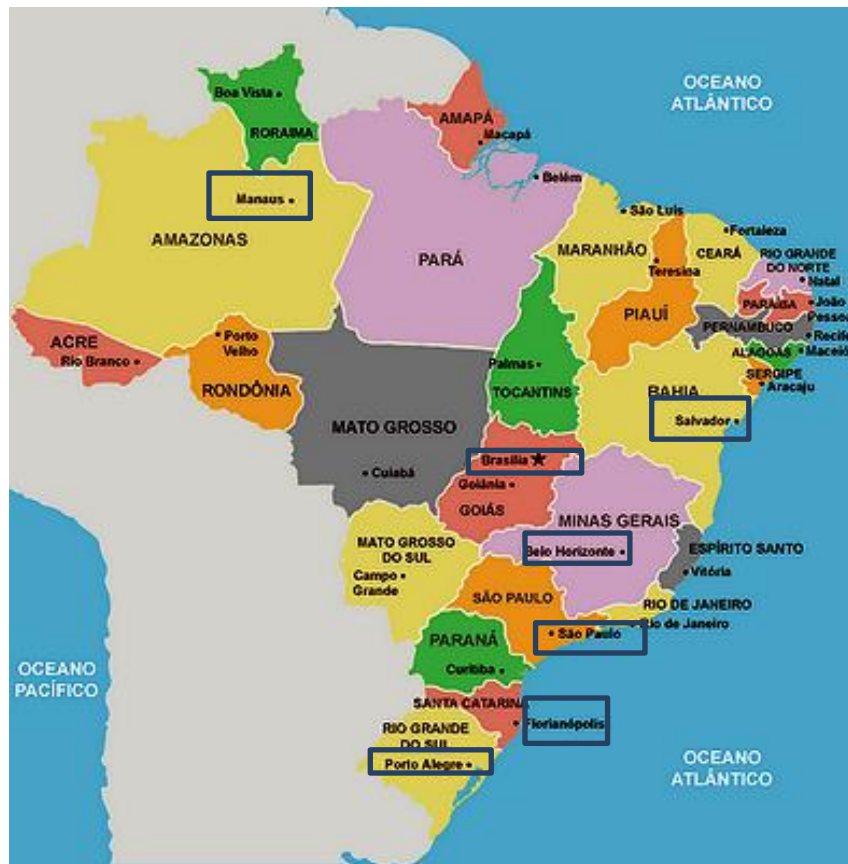 OCEANO
ATLÂNTICO
Boa Vista
RORAIMA
AMAPÁ
Macapá
Belém
Manaus
AMAZONAS
PARÁ
São Luis
MARANHÃO
Teresina
Fortaleza
CEARÁ
RIO GRANDE
DO NORTE
Natal
PARAÍBA
João
Pessoa
PERNAMBUCO
Recife
PIAUÍ
ALAGOAS
Maceió
SERGIPE
Aracaju
ACRE
Rio Branco
Porto
Velho
RONDÔNIA
Palmas
TOCANTINS
BAHIA
Salvador
MATO GROSSO
Cuiabá
Brasília
Goiânia
GOIÁS
MINAS GERAIS
Belo Horizonte
ESPÍRITO SANTO
Vitória
MATO GROSSO
DO SUL
Campo
Grande
SÃO PAULO
São Paulo
RIO DE JANEIRO
Rio de Janeiro
PARANÁ
Curitiba
SANTA CATARINA
Florianópolis
RIO GRANDE
DO SUL
Porto Alegre
OCEANO
PACÍFICO
OCEANO
ATLÂNTICO